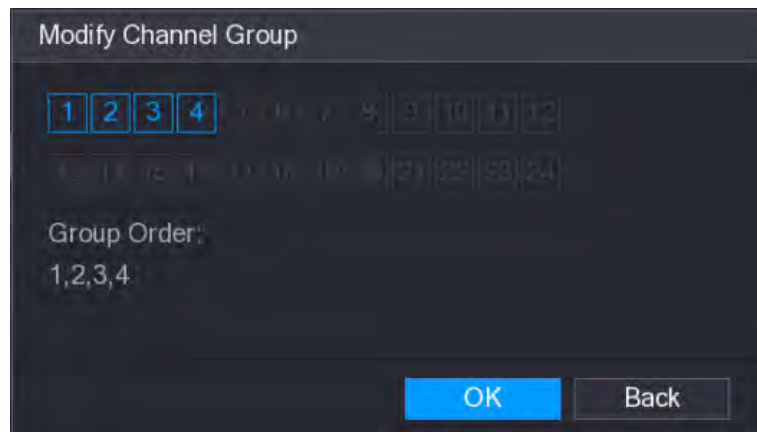 Modify Channel Group
1 2 3 4 8 9 10 11 12
21 22 23 24
Group Order:
1,2,3,4
OK Back